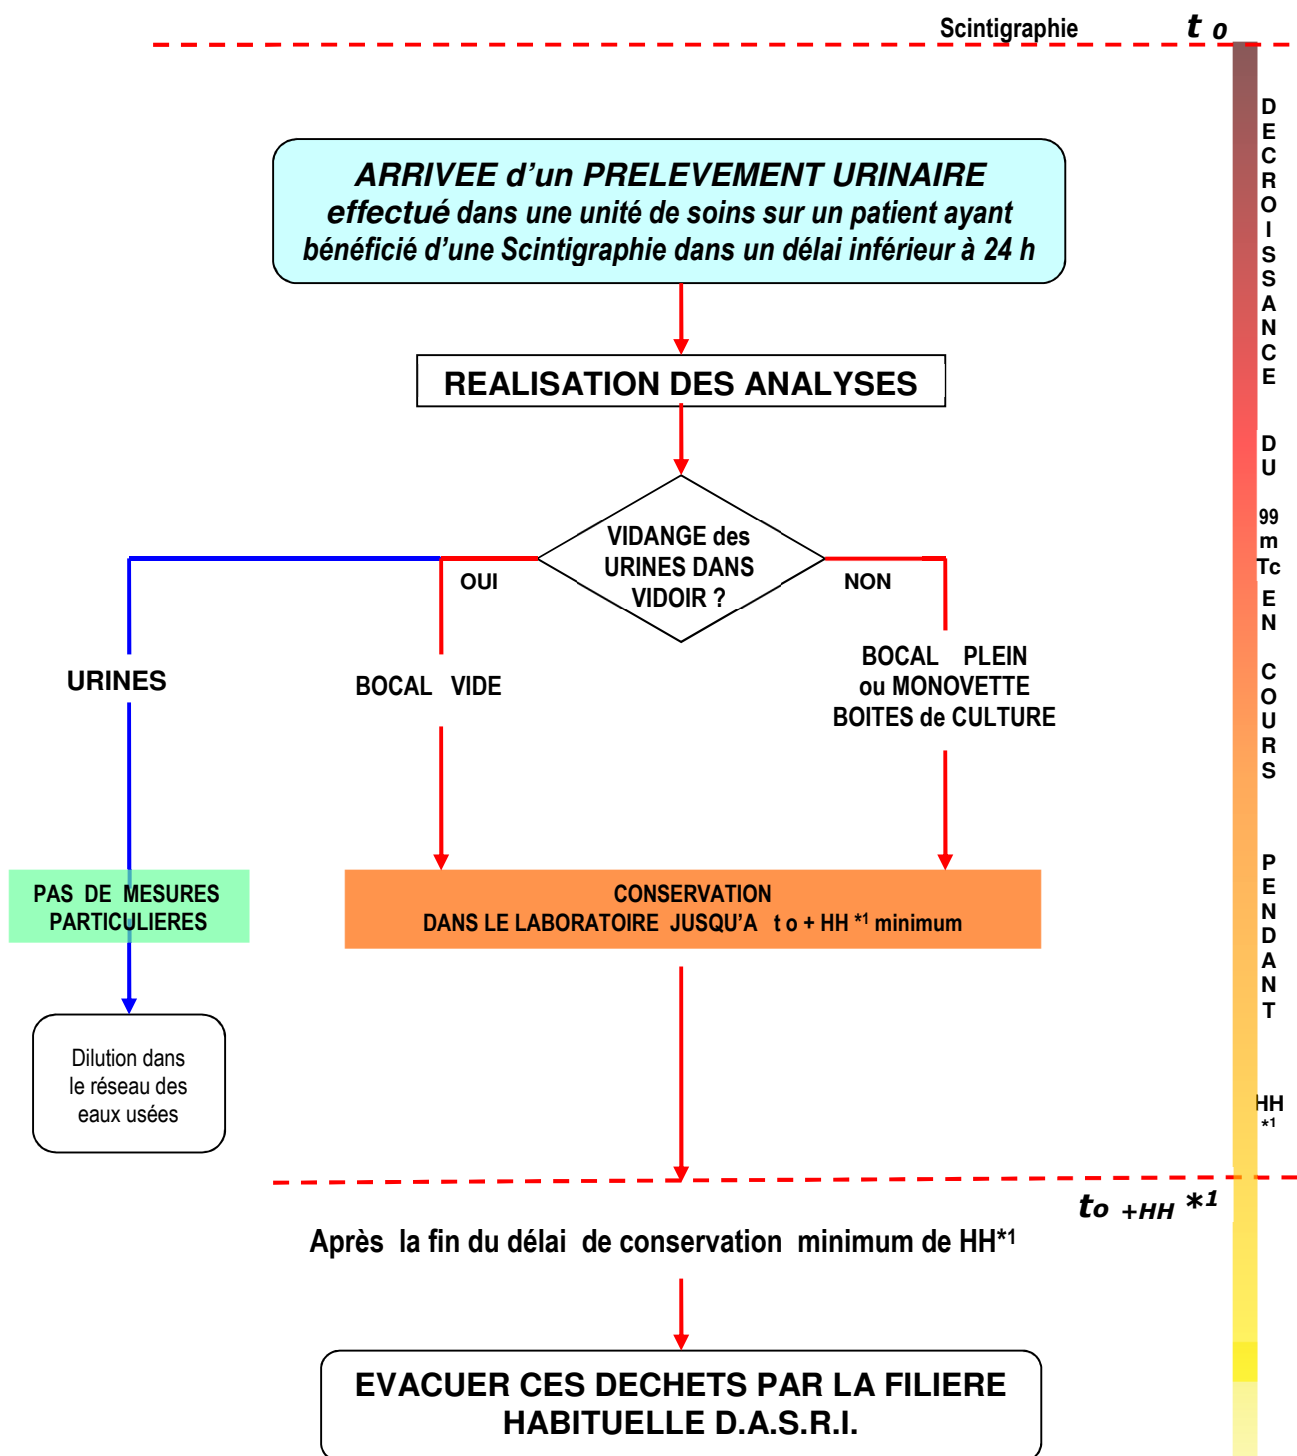 Scintigraphie t 0
ARRIVEE d'un PRELEVEMENT URINAIRE
effectué dans une unité de soins sur un patient ayant
bénéficié d'une Scintigraphie dans un délai inférieur à 24 h
REALISATION DES ANALYSES
VIDANGE des
URINES DANS
VIDOIR ?
OUI
NON
URINES
BOCAL VIDE
BOCAL PLEIN
ou MONOVETTE
BOITES de CULTURE
PAS DE MESURES
PARTICULIERES
CONSERVATION
DANS LE LABORATOIRE JUSQU'A t o + HH *1 minimum
Dilution dans
le réseau des
eaux usées
to +HH *1
Après la fin du délai de conservation minimum de HH*1
EVACUER CES DECHETS PAR LA FILIERE
HABITUELLE D.A.S.R.I.
DECROISSANCE DU 99 m Tc EN COURS PENDANT HH *1